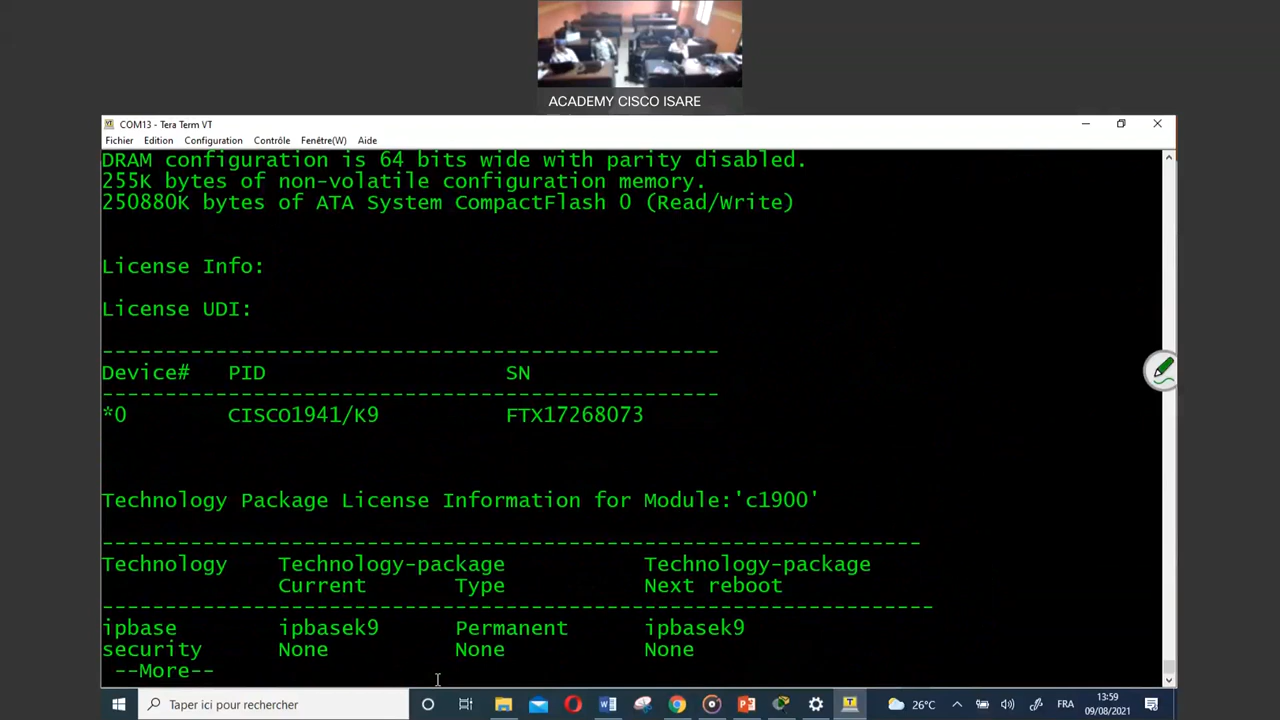 ACADEMY CISCO ISARE
COM13 - Tera Term VT
Fichier Edition Configuration Contrôle Fenêtre(W) Aide
DRAM configuration is 64 bits wide with parity disabled.
255K bytes of non-volatile configuration memory.
250880K bytes of ATA System CompactFlash 0 (Read/Write)
License Info:
License UDI:
-------------------------------------------------
Device# PID SN
-------------------------------------------------
*0 CISCO1941/K9 FTX17268073
Technology Package License Information for Module:'c1900'
-----------------------------------------------------------------
Technology Technology-package Technology-package
Current Type Next reboot
------------------------------------------------------------------
ipbase ipbasek9 Permanent ipbasek9
security None None None
--More--
Taper ici pour rechercher 26°C FRA 13:59
09/08/2021